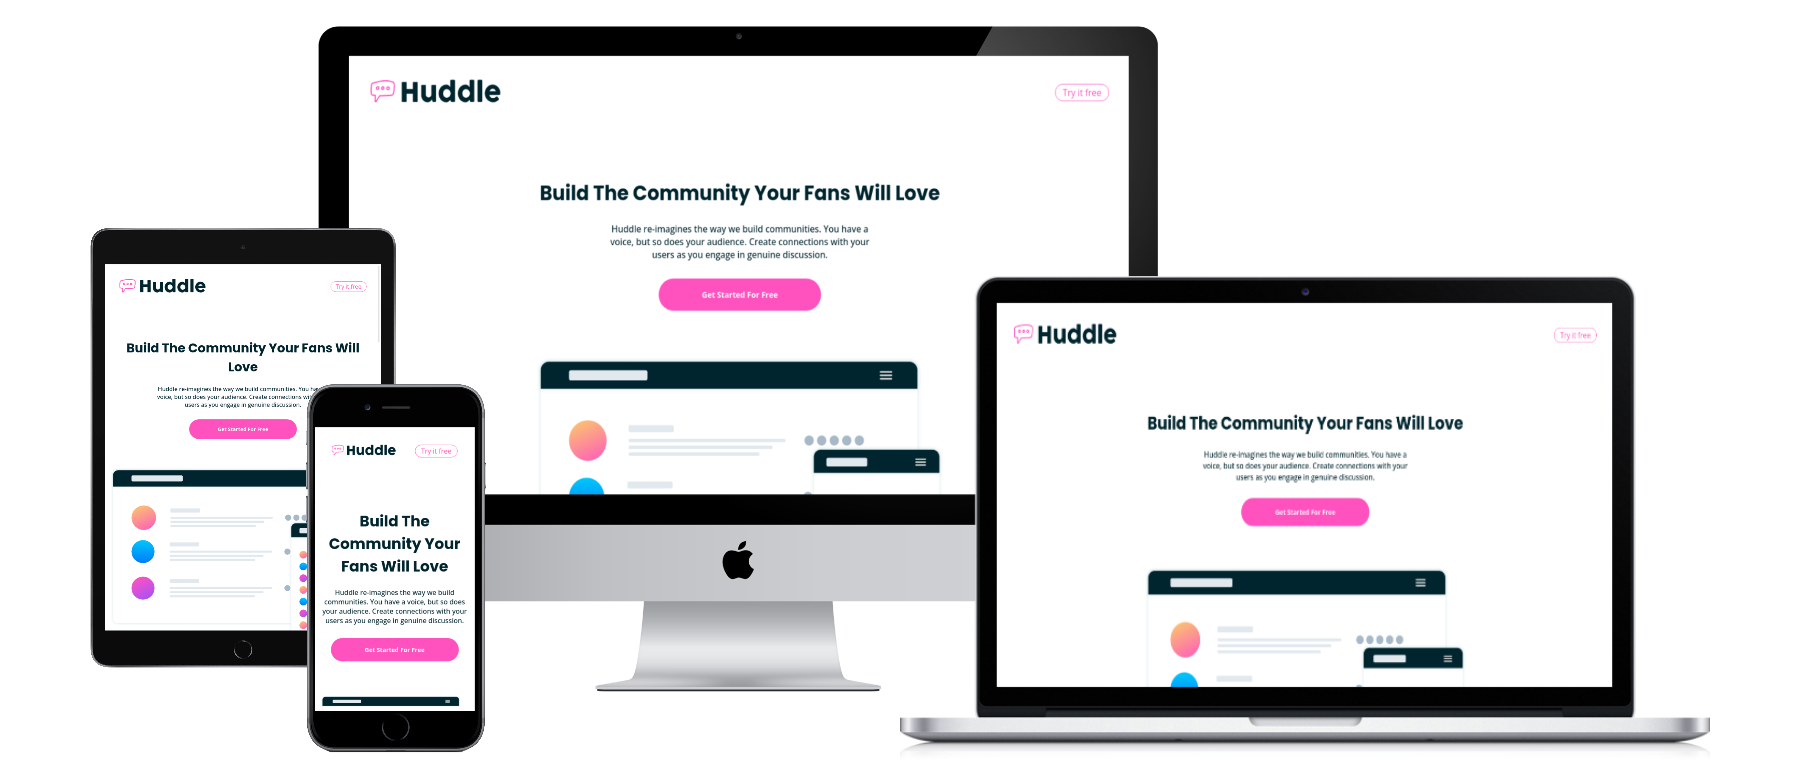 Huddle
Try it free
Build The Community Your Fans Will Love
Huddle re-imagines the way we build communities. You have a
voice, but so does your audience. Create connections with your
users as you engage in genuine discussion.
Get Started For Free
Huddle
Try it free
Build The Community Your Fans Will
Love
Huddle re-imagines the way we build communities. You
voice, but so does your audience. Create connections
users as you engage in genuine discussion.
Get Started For Free
Huddle
Try it free
Build The
Community Your
Fans Will Love
Huddle re-imagines the way we build
communities. You have a voice, but so does
your audience. Create connections with your
users as you engage in genuine discussion.
Get Started For Free
Huddle
Try it free
Build The Community Your Fans Will Love
Huddle re-imagines the way we build communities. You have a
voice, but so does your audience. Create connections with your
users as you engage in genuine discussion.
Get Started For Free